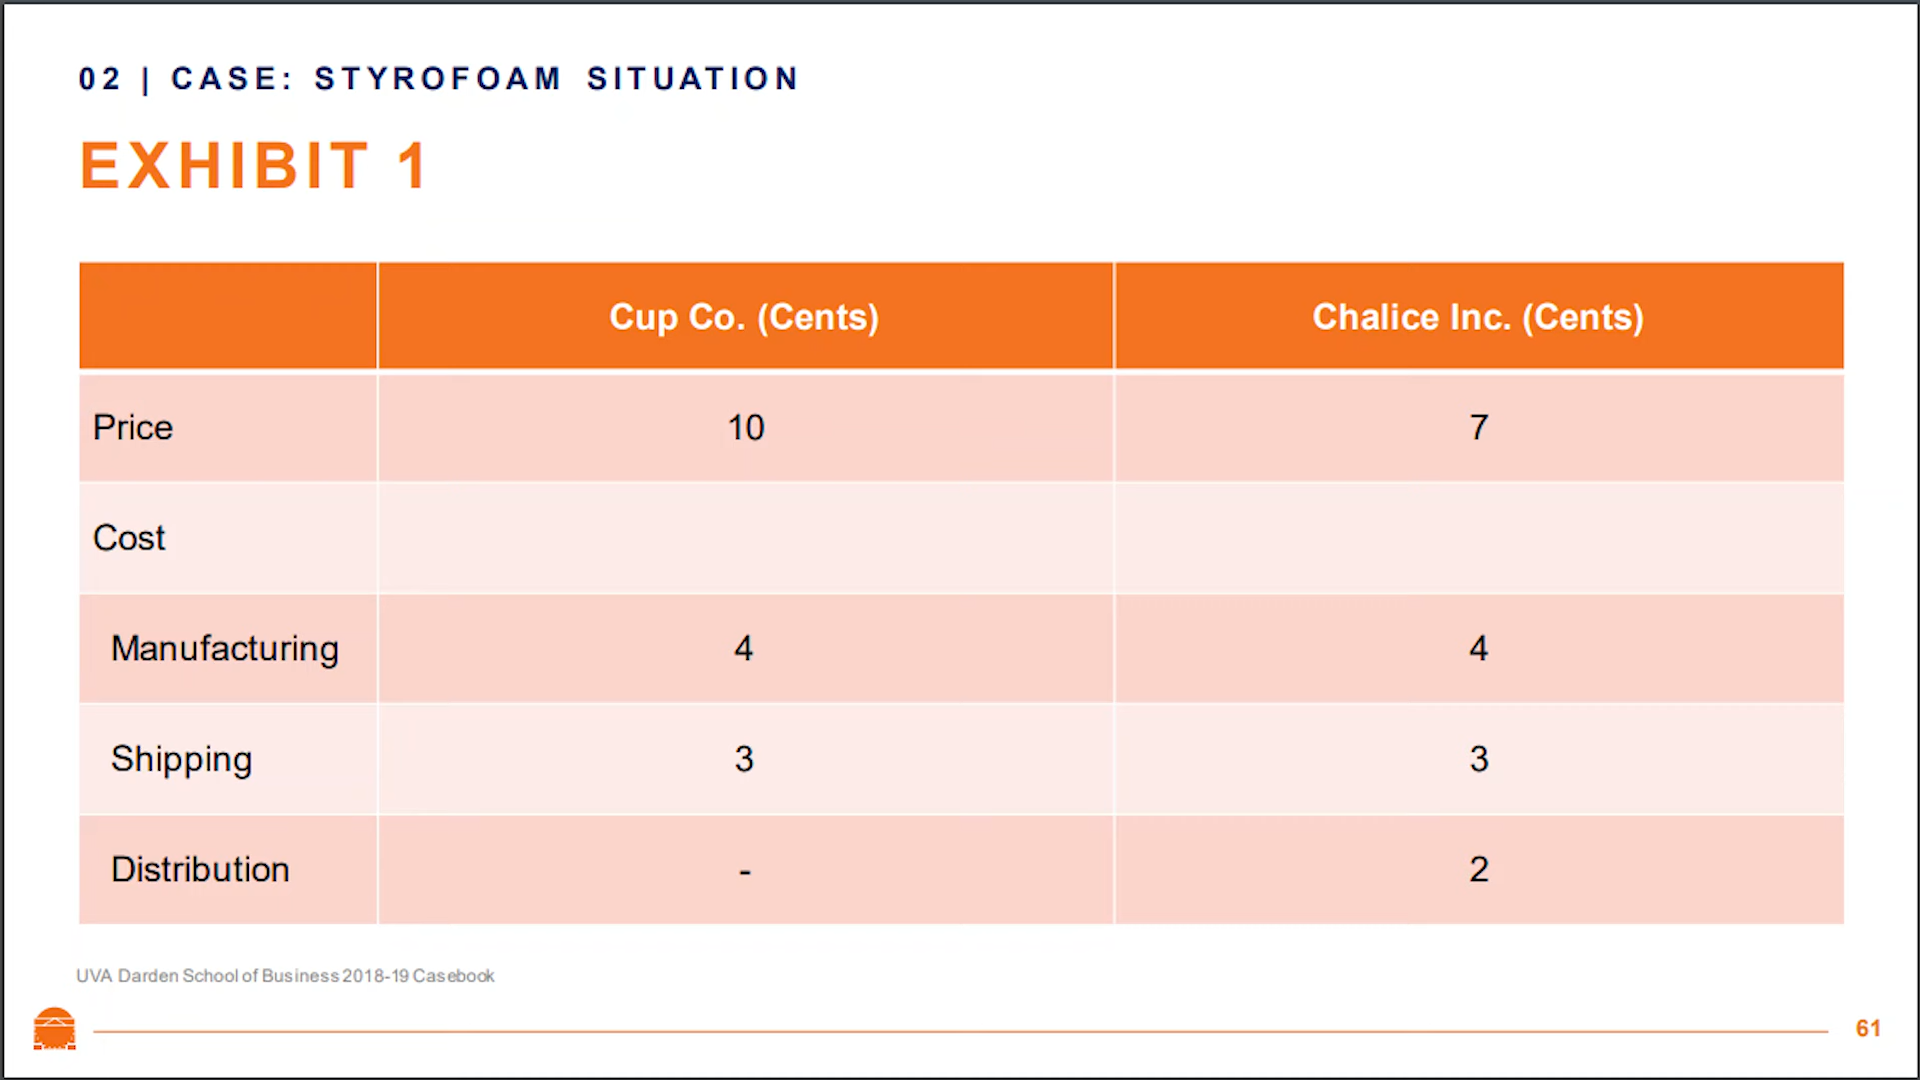 02 | CASE: STYROFOAM SITUATION
EXHIBIT 1
Cup Co. (Cents) Chalice Inc. (Cents)
Price 10 7
Cost
Manufacturing 4 4
Shipping 3 3
Distribution - 2
UVA Darden School of Business 2018-19 Casebook
61